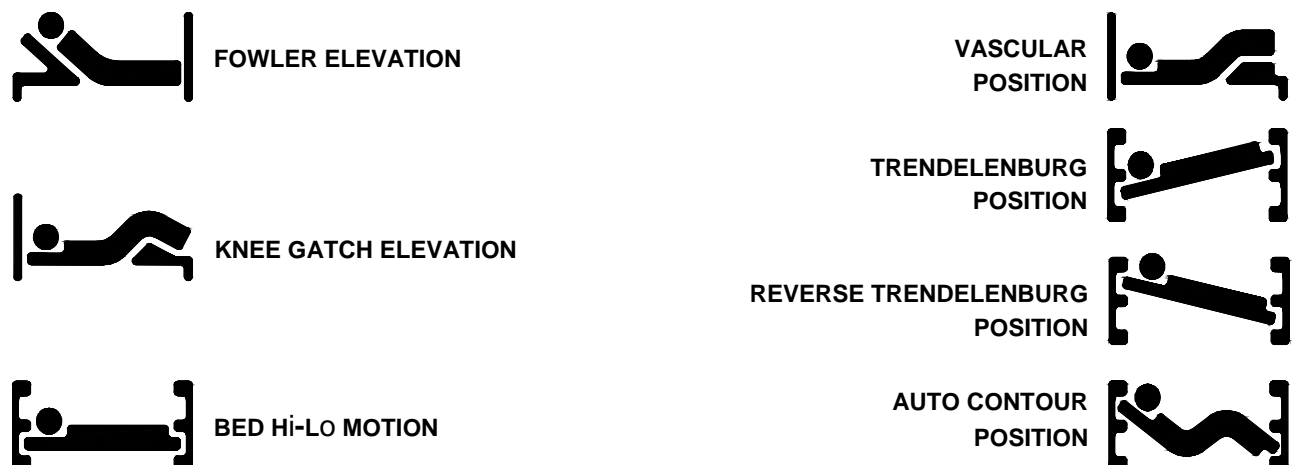 FOWLER ELEVATION
KNEE GATCH ELEVATION
BED Hi-LO MOTION
VASCULAR
POSITION
TRENDELENBURG
POSITION
REVERSE TRENDELENBURG
POSITION
AUTO CONTOUR
POSITION